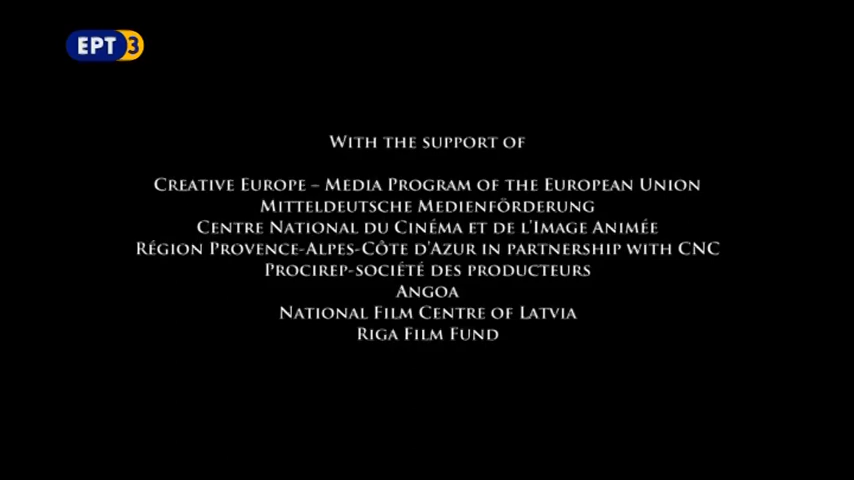 ΕΡΤ3
With the support of
Creative Europe – Media Program of the European Union
Mitteldeutsche Medienförderung
Centre National du Cinéma et de l'Image Animée
Région Provence-Alpes-Côte d'Azur in partnership with CNC
Procirep-société des producteurs
Angoa
National Film Centre of Latvia
Riga Film Fund